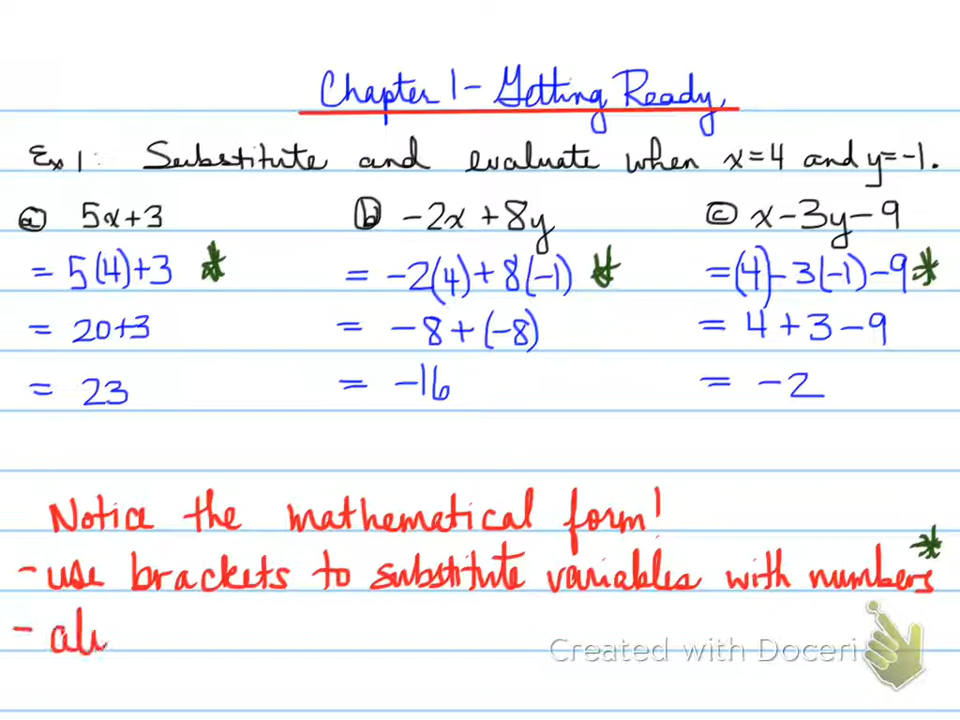 Chapter 1 - Getting Ready.
Ex 1: Substitute and evaluate when x=4 and y=-1.
a) 5x+3 b) -2x+8y c) x-3y-9
= 5(4)+3 * = -2(4)+8(-1) * =(4)-3(-1)-9 *
= 20+3 = -8+(-8) = 4+3-9
= 23 = -16 = -2
Notice the mathematical form!
- use brackets to substitute variables with numbers *
-
Created with Doceri